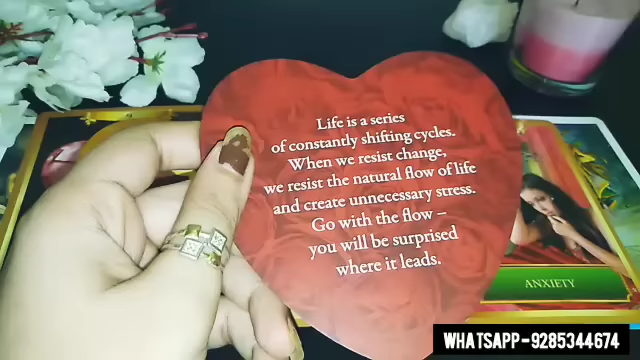 Life is a series
of constantly shifting cycles.
When we resist change,
we resist the natural flow of life
and create unnecessary stress.
Go with the flow –
you will be surprised
where it leads.
ANXIETY
WHATSAPP-9285344674